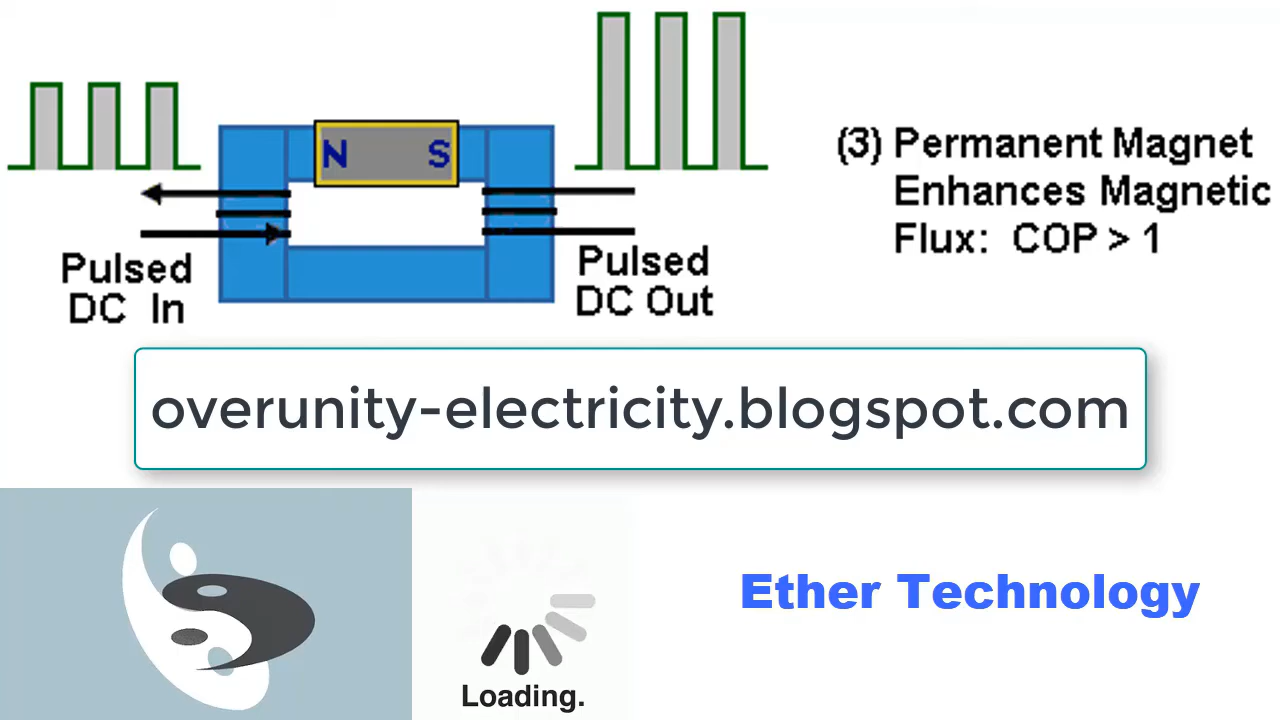 N S
(3) Permanent Magnet
Enhances Magnetic
Flux: COP > 1
Pulsed
DC In
Pulsed
DC Out
overunity-electricity.blogspot.com
Ether Technology
Loading.